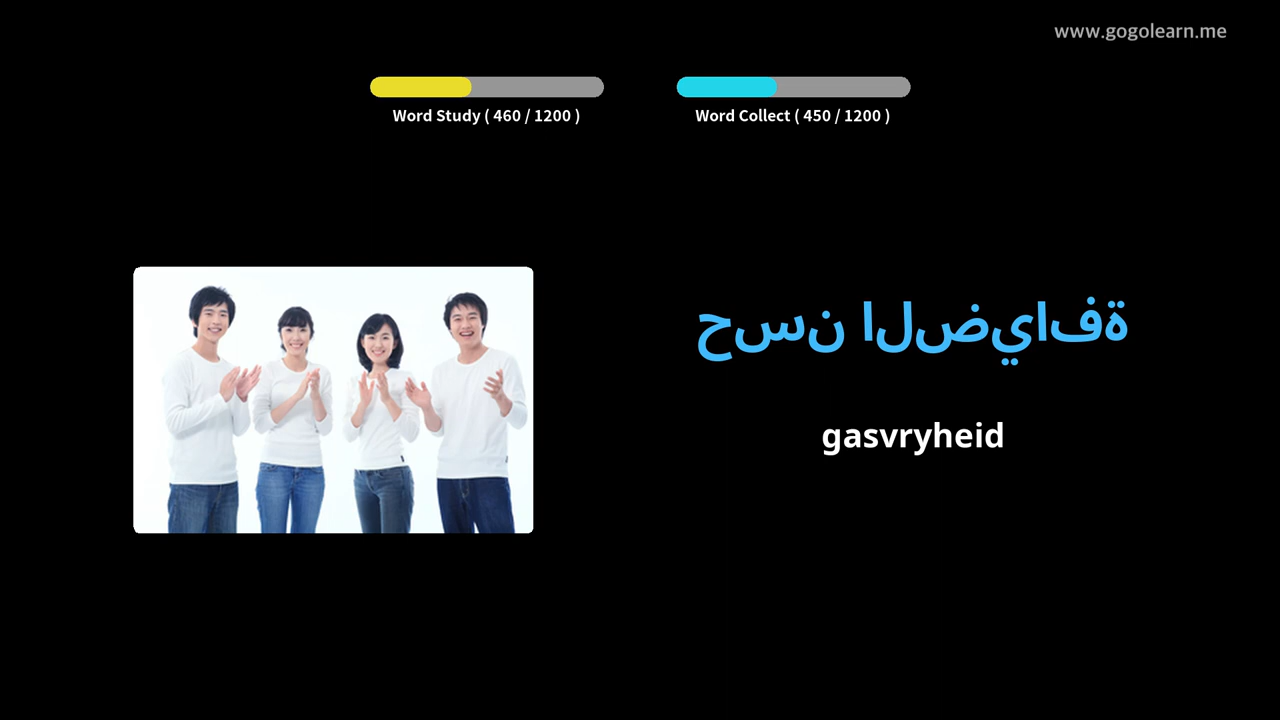 www.gogolearn.me
Word Study ( 460 / 1200 )
Word Collect ( 450 / 1200 )
حسن الضيافة
gasvryheid